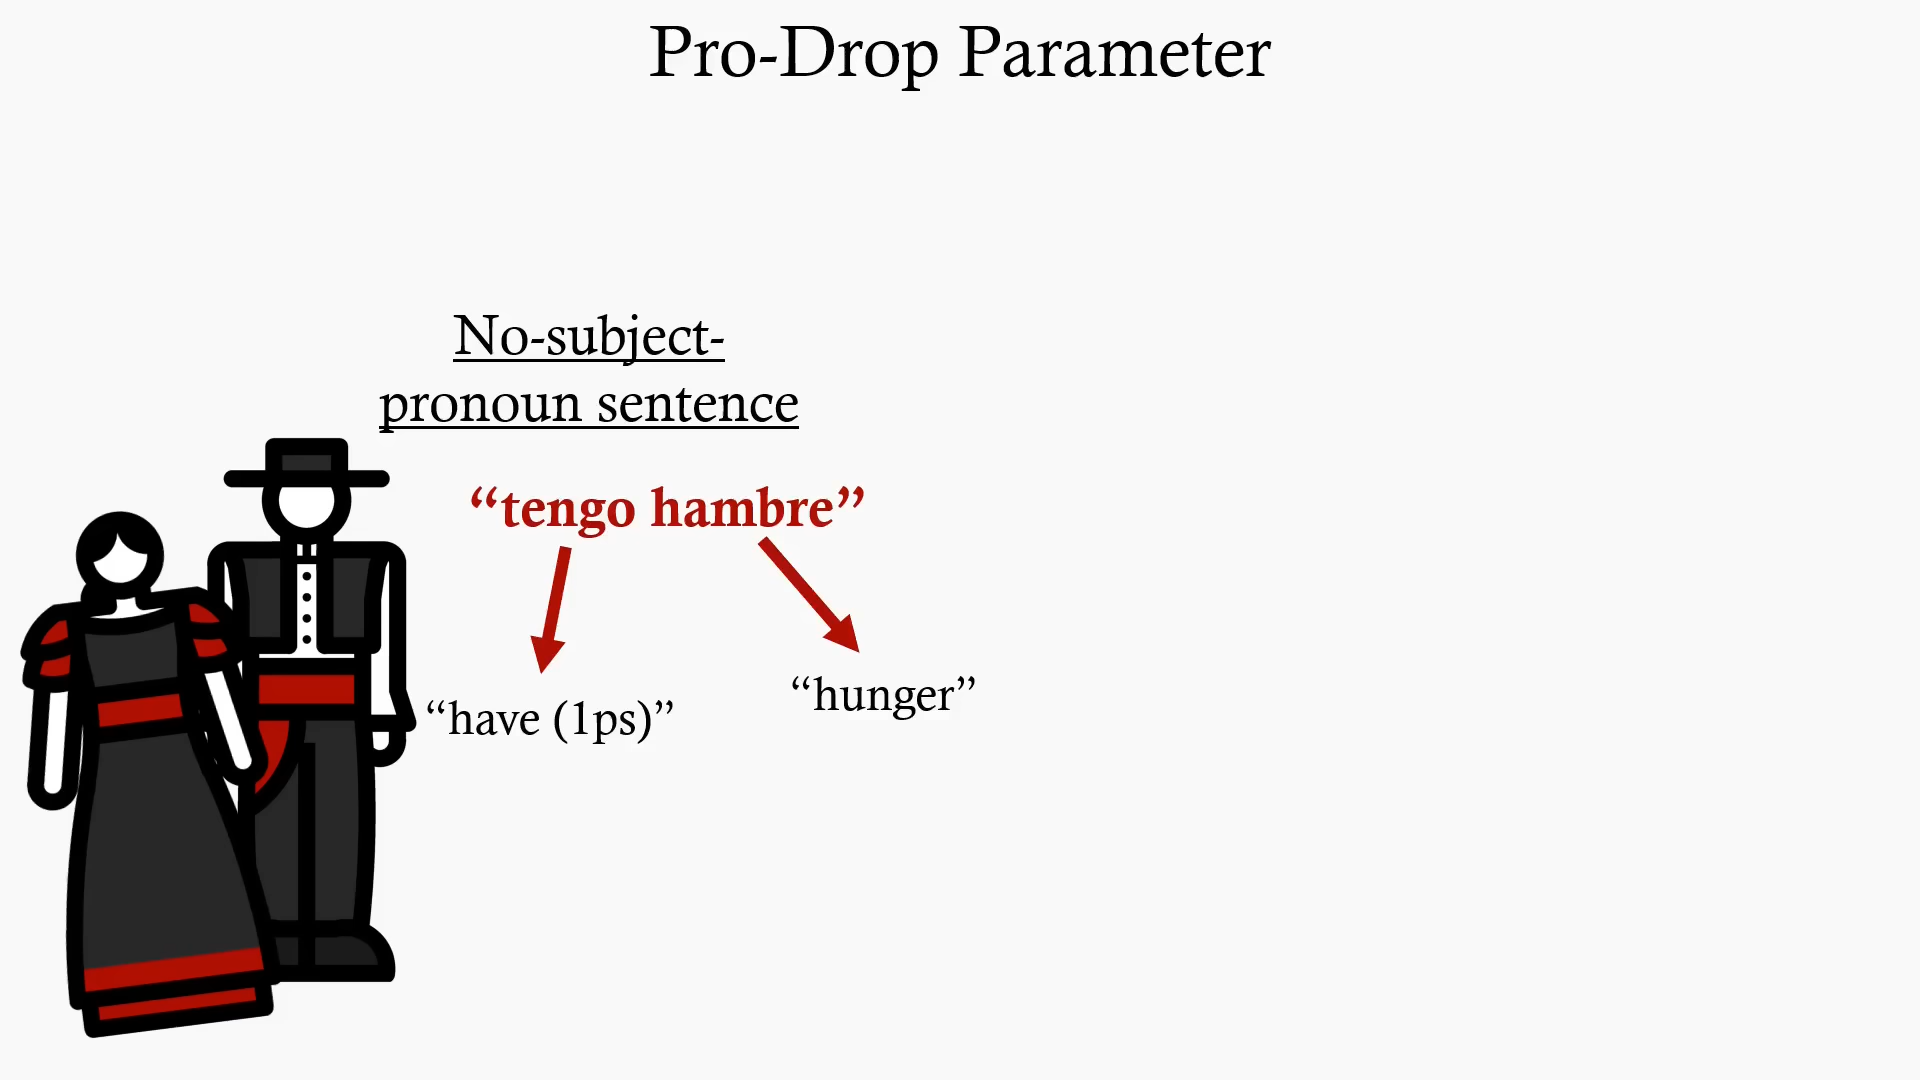 Pro-Drop Parameter
No-subject-
pronoun sentence
“tengo hambre”
“have (1ps)”
“hunger”